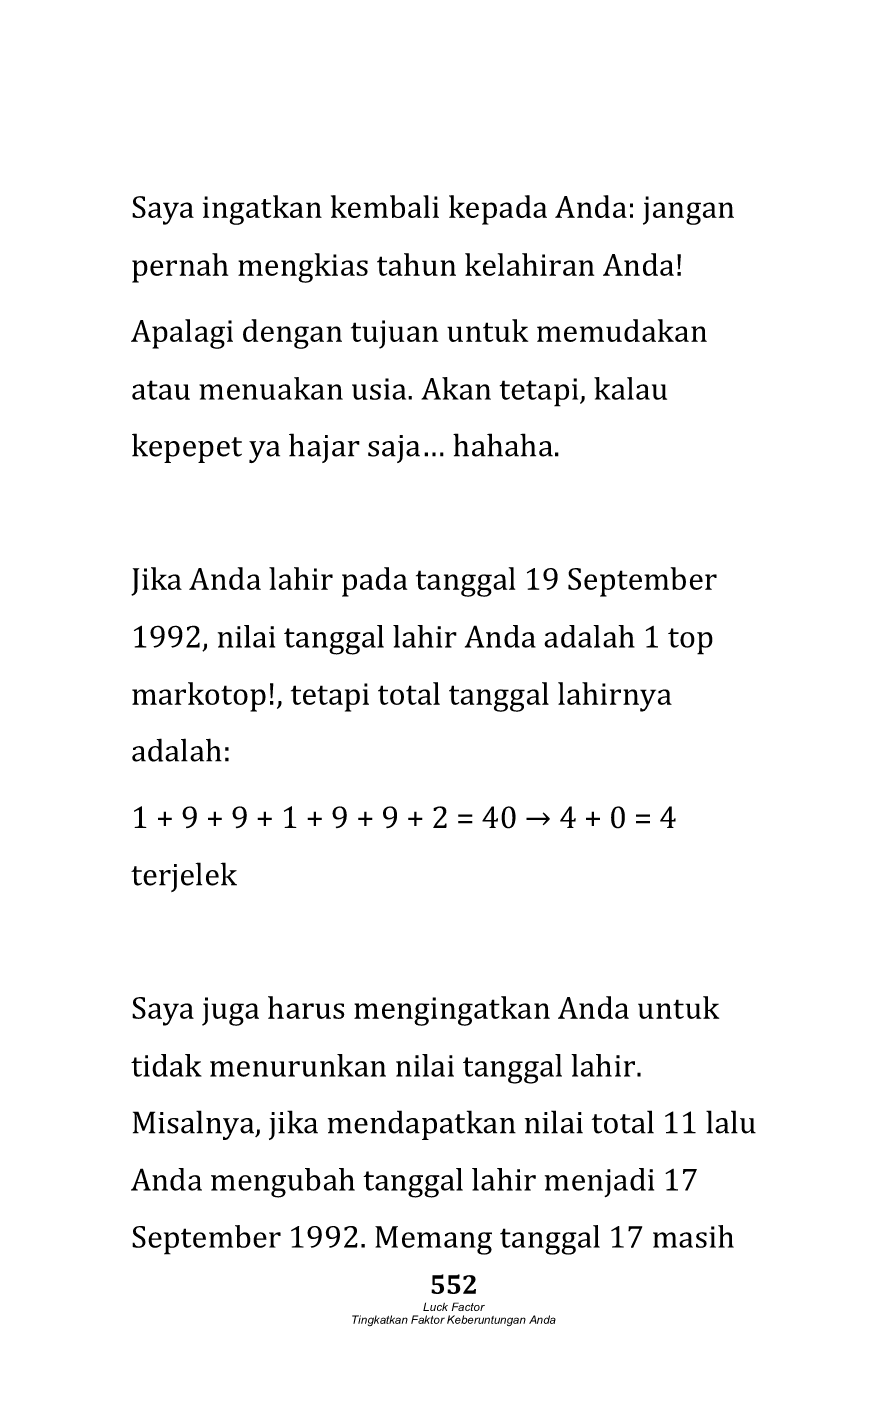 Saya ingatkan kembali kepada Anda: jangan
pernah mengkias tahun kelahiran Anda!
Apalagi dengan tujuan untuk memudakan
atau menuakan usia. Akan tetapi, kalau
kepepet ya hajar saja… hahaha.
Jika Anda lahir pada tanggal 19 September
1992, nilai tanggal lahir Anda adalah 1 top
markotop!, tetapi total tanggal lahirnya
adalah:
1 + 9 + 9 + 1 + 9 + 9 + 2 = 40 → 4 + 0 = 4
terjelek
Saya juga harus mengingatkan Anda untuk
tidak menurunkan nilai tanggal lahir.
Misalnya, jika mendapatkan nilai total 11 lalu
Anda mengubah tanggal lahir menjadi 17
September 1992. Memang tanggal 17 masih
552
Luck Factor
Tingkatkan Faktor Keberuntungan Anda